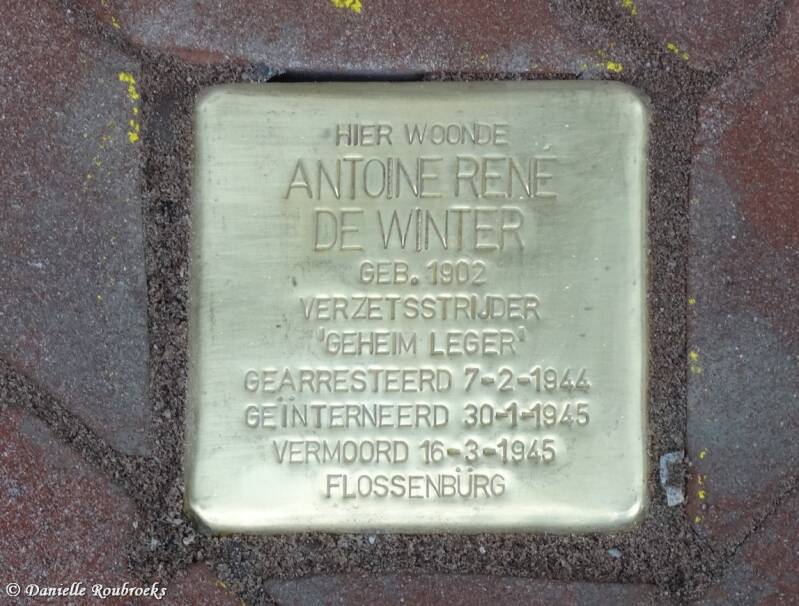 HIER WOONDE
ANTOINE RENÉ
DE WINTER
GEB. 1902
VERZETSSTRIJDER
'GEHEIM LEGER'
GEARRESTEERD 7-2-1944
GEÏNTERNEERD 30-1-1945
VERMOORD 16-3-1945
FLOSSENBÜRG
© Danielle Roubroeks